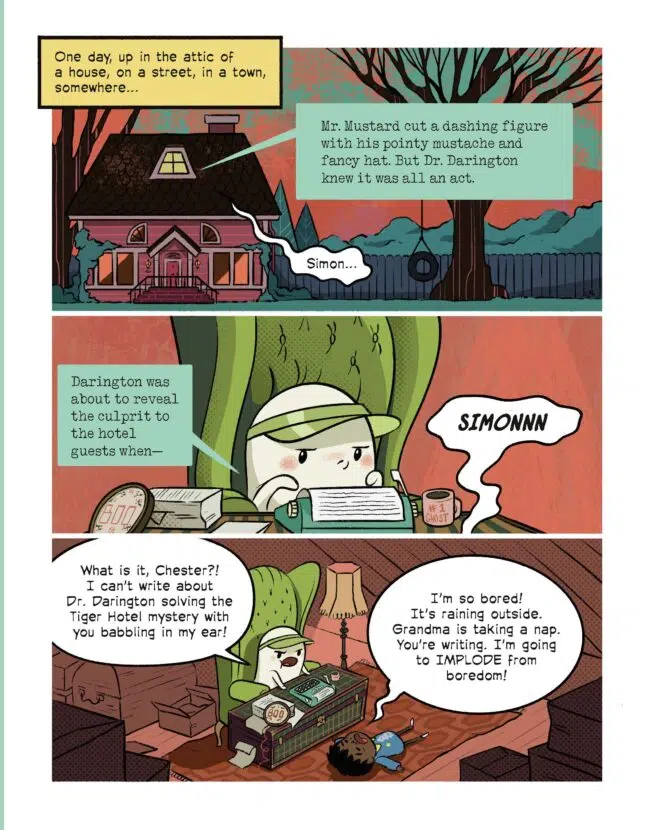 One day, up in the attic of
a house, on a street, in a town,
somewhere...
Mr. Mustard cut a dashing figure
with his pointy mustache and
fancy hat. But Dr. Darington
knew it was all an act.
Simon...
Darington was
about to reveal
the culprit to
the hotel
guests when—
SIMONNN
BOO
#1
GHOST
What is it, Chester?!
I can't write about
Dr. Darington solving the
Tiger Hotel mystery with
you babbling in my ear!
I'm so bored!
It's raining outside.
Grandma is taking a nap.
You're writing. I'm going
to IMPLODE from
boredom!
BOO